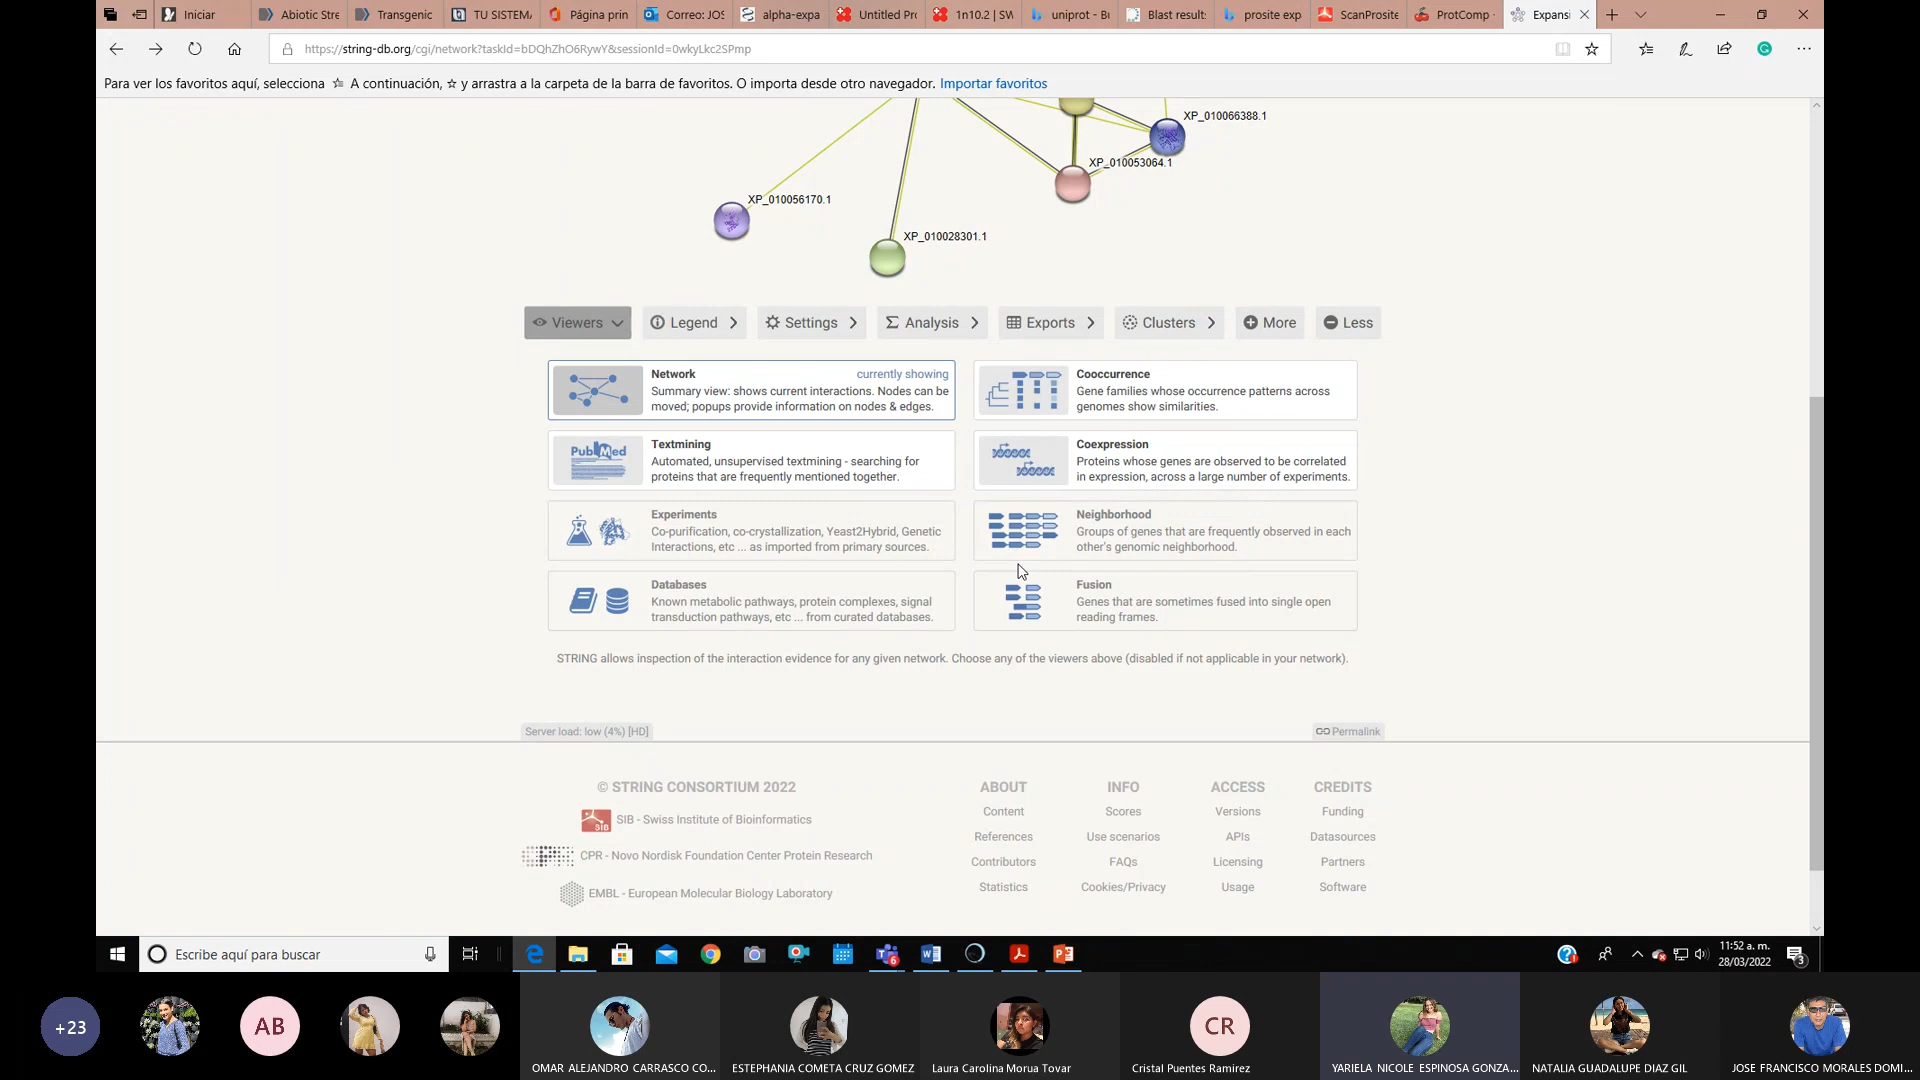 Iniciar
Abiotic Stre
Transgenic
TU SISTEM
Página prin
Correo: JOS
alpha-expa
Untitled Pro
1n10.2 | SW
uniprot - Bi
Blast results
prosite exp
ScanProsite
ProtComp -
Expansi
https://string-db.org/cgi/network?taskId=bDQhZhO6RywY&sessionId=0wkyLkc2SPmp
Para ver los favoritos aquí, selecciona ☆ A continuación, ☆ y arrastra a la carpeta de la barra de favoritos. O importa desde otro navegador. Importar favoritos
XP_010066388.1
XP_010053064.1
XP_010056170.1
XP_010028301.1
Viewers
Legend
Settings
Analysis
Exports
Clusters
More
Less
Network currently showing
Summary view: shows current interactions. Nodes can be
moved; popups provide information on nodes & edges.
Cooccurrence
Gene families whose occurrence patterns across
genomes show similarities.
PubMed
Textmining
Automated, unsupervised textmining - searching for
proteins that are frequently mentioned together.
Coexpression
Proteins whose genes are observed to be correlated
in expression, across a large number of experiments.
Experiments
Co-purification, co-crystallization, Yeast2Hybrid, Genetic
Interactions, etc ... as imported from primary sources.
Neighborhood
Groups of genes that are frequently observed in each
other's genomic neighborhood.
Databases
Known metabolic pathways, protein complexes, signal
transduction pathways, etc ... from curated databases.
Fusion
Genes that are sometimes fused into single open
reading frames.
STRING allows inspection of the interaction evidence for any given network. Choose any of the viewers above (disabled if not applicable in your network).
Server load: low (4%) [HD]
Permalink
© STRING CONSORTIUM 2022
SIB
SIB - Swiss Institute of Bioinformatics
CPR - Novo Nordisk Foundation Center Protein Research
EMBL - European Molecular Biology Laboratory
ABOUT
Content
References
Contributors
Statistics
INFO
Scores
Use scenarios
FAQs
Cookies/Privacy
ACCESS
Versions
APIs
Licensing
Usage
CREDITS
Funding
Datasources
Partners
Software
Escribe aquí para buscar
11:52 a. m.
28/03/2022
3
+23
AB
OMAR ALEJANDRO CARRASCO CO...
ESTEPHANIA COMETA CRUZ GOMEZ
Laura Carolina Morua Tovar
CR
Cristal Puentes Ramirez
YARIELA NICOLE ESPINOSA GONZA...
NATALIA GUADALUPE DIAZ GIL
JOSE FRANCISCO MORALES DOMI...